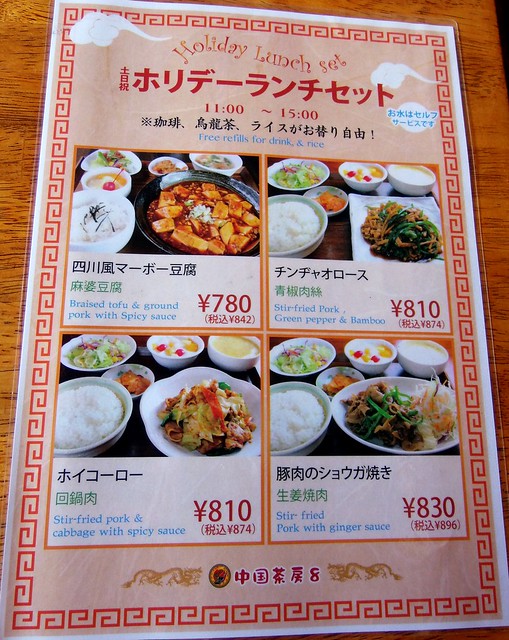 Holiday Lunch set
土日祝 ホリデーランチセット
11:00 ～15:00
お水はセルフ
サービスです
※珈琲、烏龍茶、ライスがお替り自由！
Free refills for drink, & rice
四川風マーボー豆腐
麻婆豆腐
Braised tofu & ground
pork with Spicy sauce
¥780
(税込¥842)
チンヂャオロース
青椒肉絲
Stir-fried Pork ,
Green pepper & Bamboo
¥810
(税込¥874)
ホイコーロー
回鍋肉
Stir-fried pork &
cabbage with spicy sauce
¥810
(税込¥874)
豚肉のショウガ焼き
生姜焼肉
Stir- fried
Pork with ginger sauce
¥830
(税込¥896)
中国茶房8